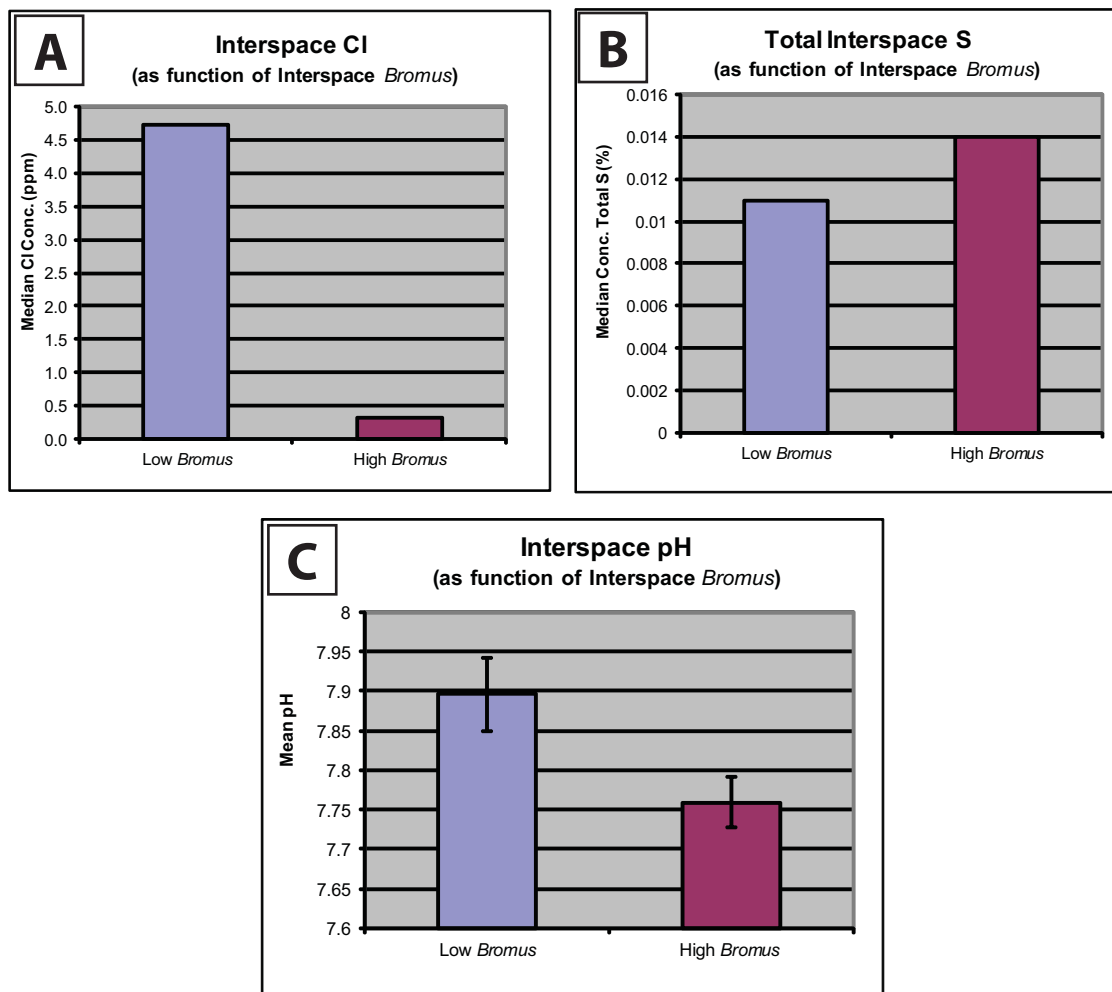 A
Interspace Cl
(as function of Interspace Bromus)
Median Cl Conc. (ppm)
5.0
4.5
4.0
3.5
3.0
2.5
2.0
1.5
1.0
0.5
0.0
Low Bromus
High Bromus
B
Total Interspace S
(as function of Interspace Bromus)
Median Conc. Total S (%)
0.016
0.014
0.012
0.01
0.008
0.006
0.004
0.002
0
Low Bromus
High Bromus
C
Interspace pH
(as function of Interspace Bromus)
Mean pH
8
7.95
7.9
7.85
7.8
7.75
7.7
7.65
7.6
Low Bromus
High Bromus